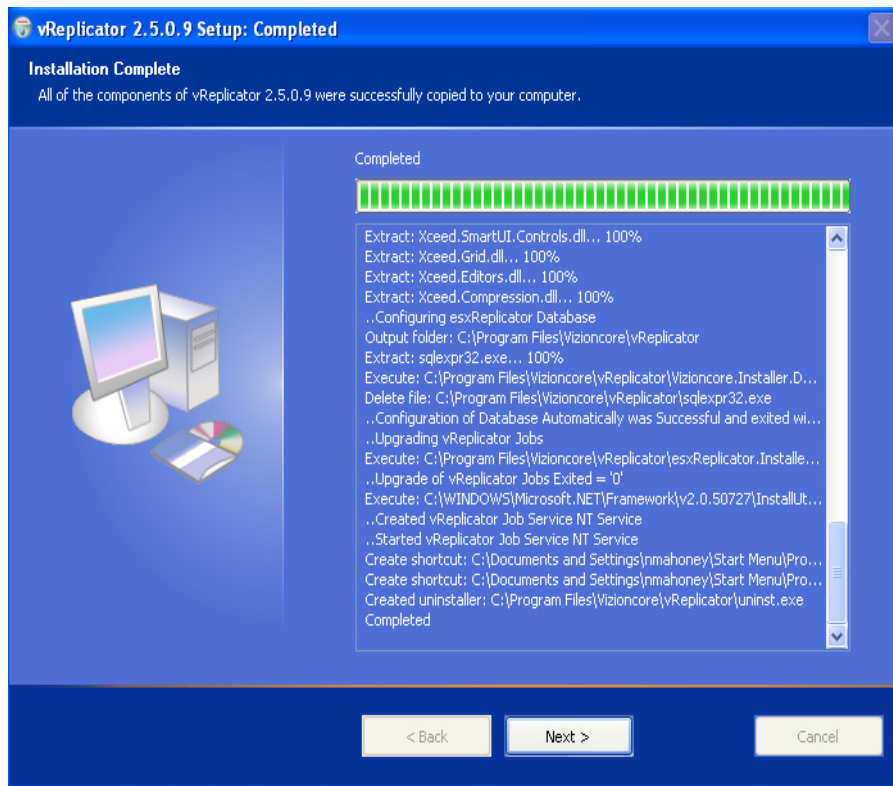 vReplicator 2.5.0.9 Setup: Completed
Installation Complete
All of the components of vReplicator 2.5.0.9 were successfully copied to your computer.
Completed
Extract: Xceed.SmartUI.Controls.dll... 100%
Extract: Xceed.Grid.dll... 100%
Extract: Xceed.Editors.dll... 100%
Extract: Xceed.Compression.dll... 100%
..Configuring esxReplicator Database
Output folder: C:\Program Files\Vizioncore\vReplicator
Extract: sqlexpr32.exe... 100%
Execute: C:\Program Files\Vizioncore\vReplicator\Vizioncore.Installer.D...
Delete file: C:\Program Files\Vizioncore\vReplicator\sqlexpr32.exe
..Configuration of Database Automatically was Successful and exited wi...
..Upgrading vReplicator Jobs
Execute: C:\Program Files\Vizioncore\vReplicator\esxReplicator.Installe...
..Upgrade of vReplicator Jobs Exited = '0'
Execute: C:\WINDOWS\Microsoft.NET\Framework\v2.0.50727\InstallUt...
..Created vReplicator Job Service NT Service
..Started vReplicator Job Service NT Service
Create shortcut: C:\Documents and Settings\nmahoney\Start Menu\Pro...
Create shortcut: C:\Documents and Settings\nmahoney\Start Menu\Pro...
Created uninstaller: C:\Program Files\Vizioncore\vReplicator\uninst.exe
Completed
< Back
Next >
Cancel